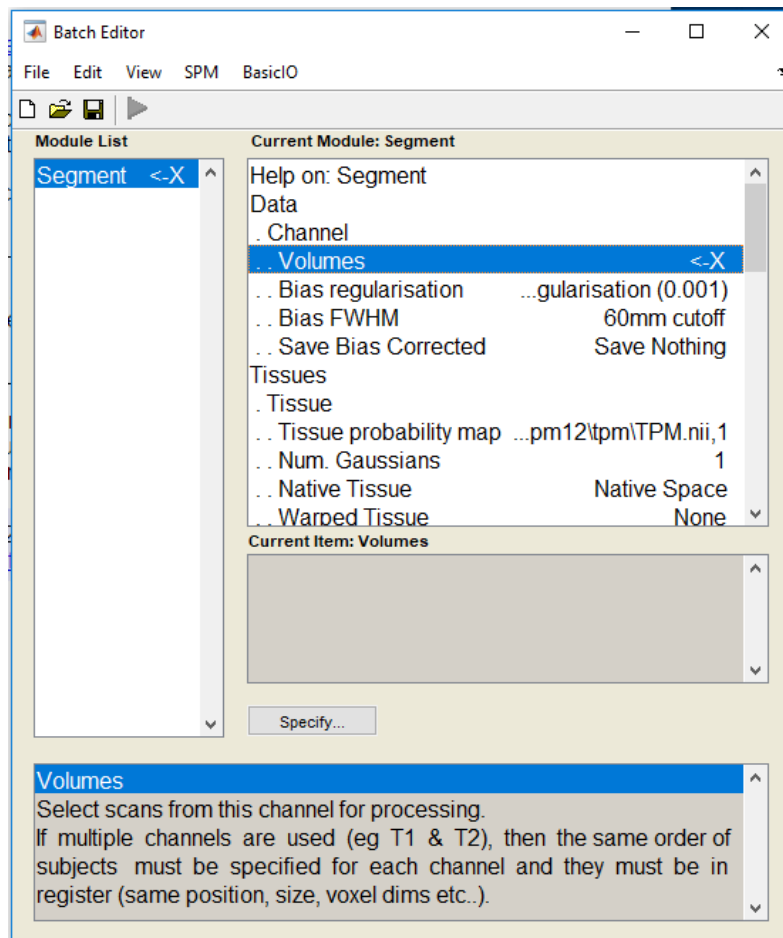 Batch Editor
File Edit View SPM BasicIO
Module List
Current Module: Segment
Segment <-X
Help on: Segment
Data
. Channel
. . Volumes <-X
. . Bias regularisation ...gularisation (0.001)
. . Bias FWHM 60mm cutoff
. . Save Bias Corrected Save Nothing
Tissues
. Tissue
. . Tissue probability map ...pm12\tpm\TPM.nii,1
. . Num. Gaussians 1
. . Native Tissue Native Space
. . Warped Tissue None
Current Item: Volumes
Specify...
Volumes
Select scans from this channel for processing.
If multiple channels are used (eg T1 & T2), then the same order of
subjects must be specified for each channel and they must be in
register (same position, size, voxel dims etc..).